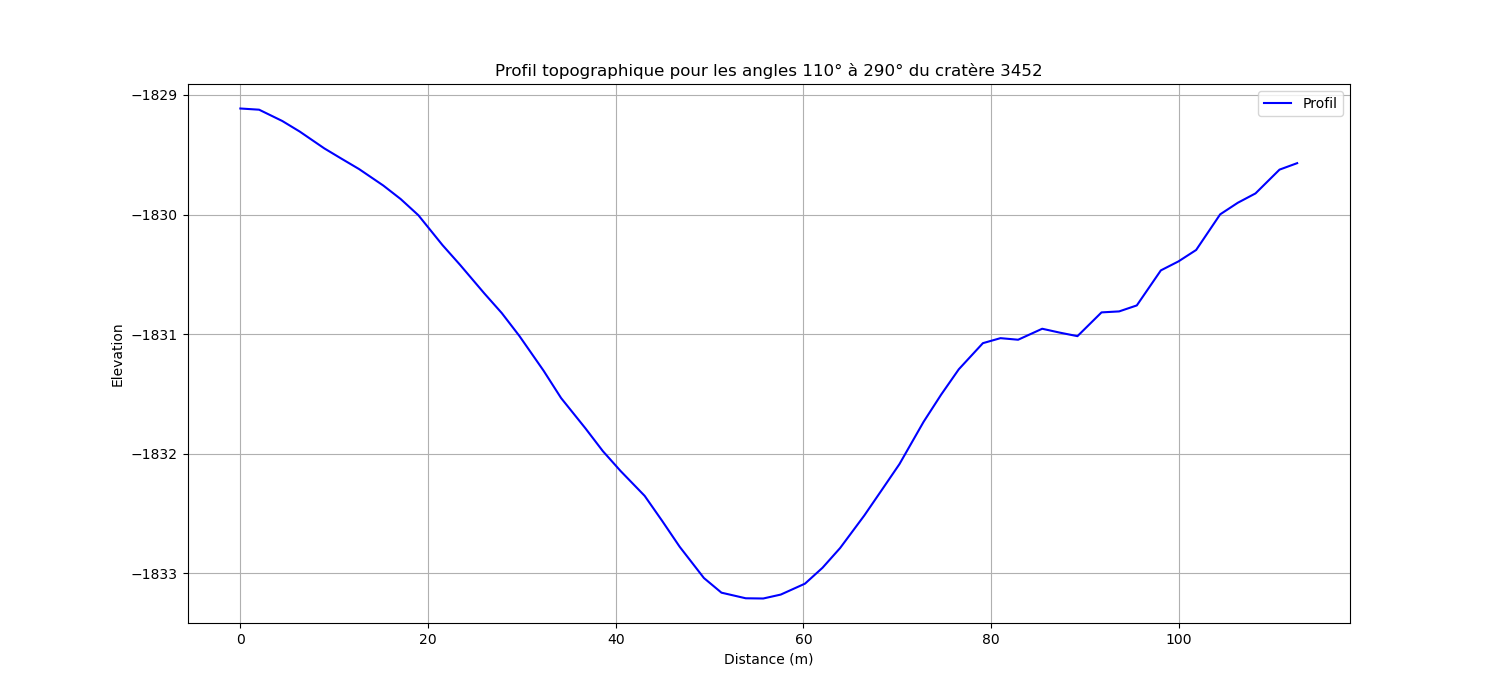 Profil topographique pour les angles 110° à 290° du cratère 3452
Profil
−1829
−1830
−1831
−1832
−1833
Elevation
0 20 40 60 80 100
Distance (m)